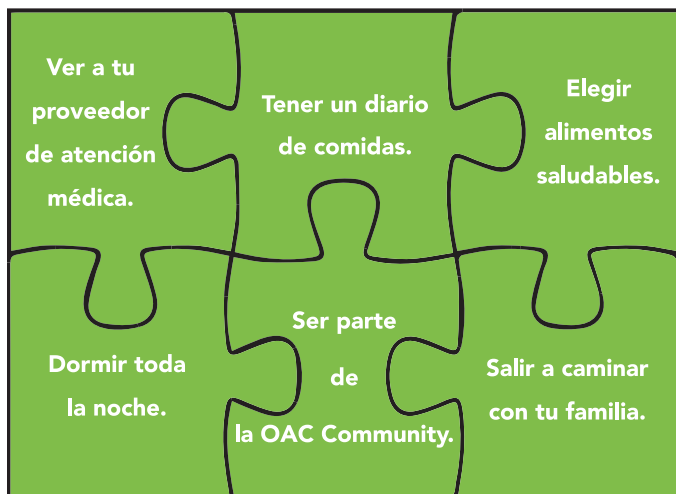 Ver a tu
proveedor
de atención
médica.
Tener un diario
de comidas.
Elegir
alimentos
saludables.
Dormir toda
la noche.
Ser parte
de
la OAC Community.
Salir a caminar
con tu familia.